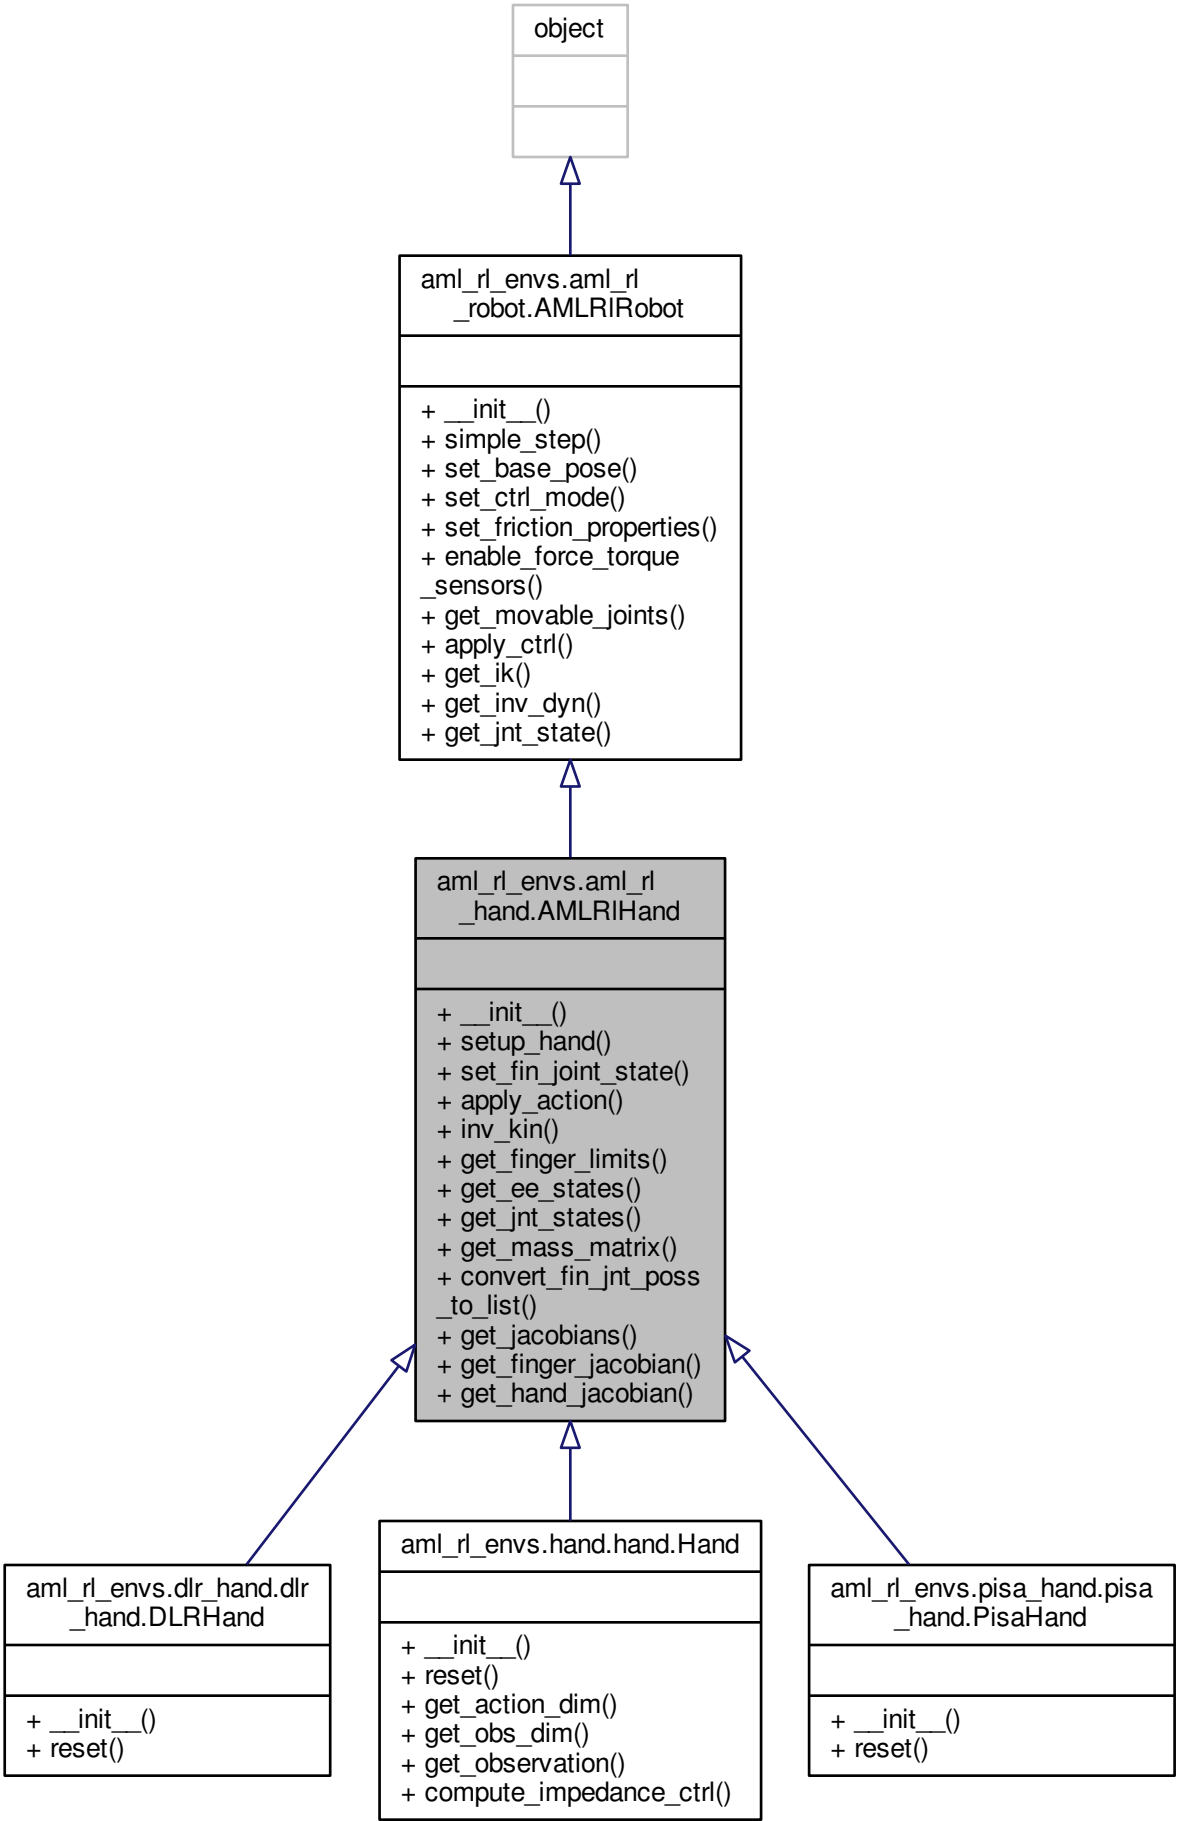 object
aml_rl_envs.aml_rl
_robot.AMLRlRobot
+ __init__()
+ simple_step()
+ set_base_pose()
+ set_ctrl_mode()
+ set_friction_properties()
+ enable_force_torque
_sensors()
+ get_movable_joints()
+ apply_ctrl()
+ get_ik()
+ get_inv_dyn()
+ get_jnt_state()
aml_rl_envs.aml_rl
_hand.AMLRlHand
+ __init__()
+ setup_hand()
+ set_fin_joint_state()
+ apply_action()
+ inv_kin()
+ get_finger_limits()
+ get_ee_states()
+ get_jnt_states()
+ get_mass_matrix()
+ convert_fin_jnt_poss
_to_list()
+ get_jacobians()
+ get_finger_jacobian()
+ get_hand_jacobian()
aml_rl_envs.dlr_hand.dlr
_hand.DLRHand
+ __init__()
+ reset()
aml_rl_envs.hand.hand.Hand
+ __init__()
+ reset()
+ get_action_dim()
+ get_obs_dim()
+ get_observation()
+ compute_impedance_ctrl()
aml_rl_envs.pisa_hand.pisa
_hand.PisaHand
+ __init__()
+ reset()